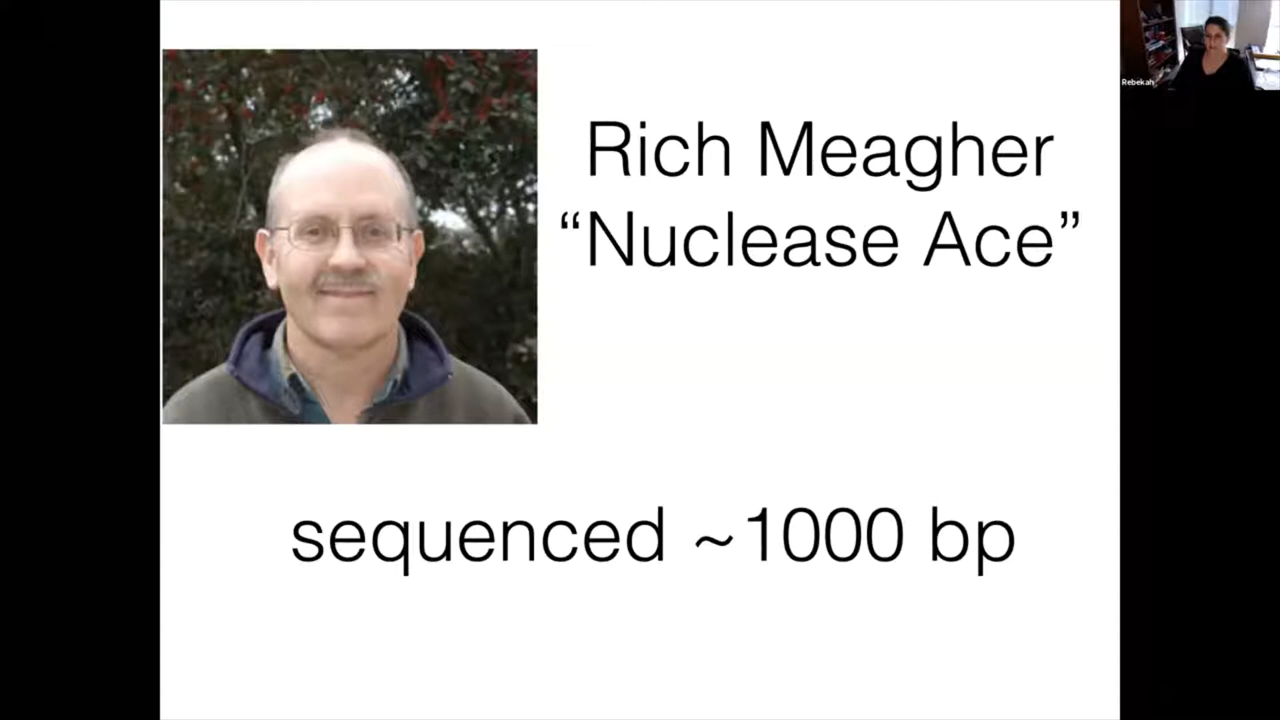 Rich Meagher
“Nuclease Ace”
sequenced ~1000 bp
Rebekah